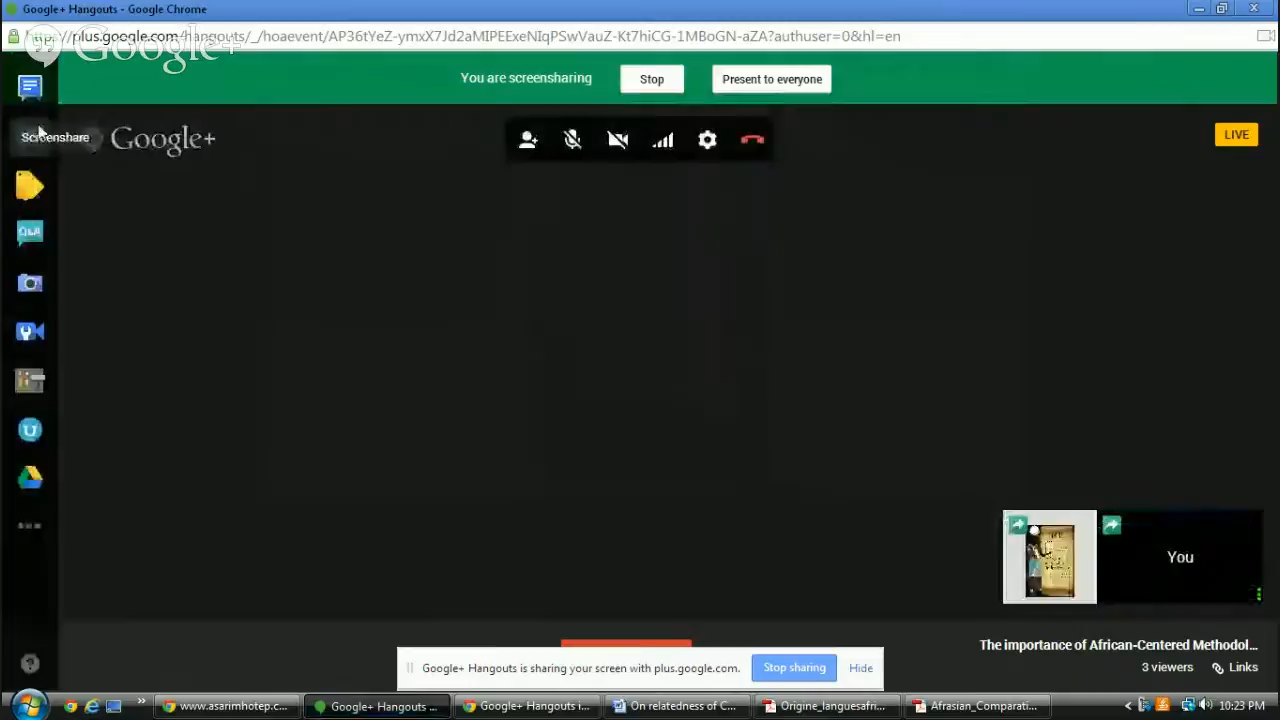 Google+ Hangouts - Google Chrome
https://plus.google.com/hangouts/_/hoaevent/AP36tYeZ-ymxX7Jd2aMIPEExeNIqPSwVauZ-Kt7hiCG-1MBoGN-aZA?authuser=0&hl=en
Google+
You are screensharing Stop Present to everyone
Screenshare Google+
LIVE
Q&A
You
The importance of African-Centered Methodol...
3 viewers Links
Google+ Hangouts is sharing your screen with plus.google.com. Stop sharing Hide
www.asarimhotep.c... Google+ Hangouts ... Google+ Hangouts i... On relatedness of C... Origine_languesafri... Afrasian_Comparati... 10:23 PM